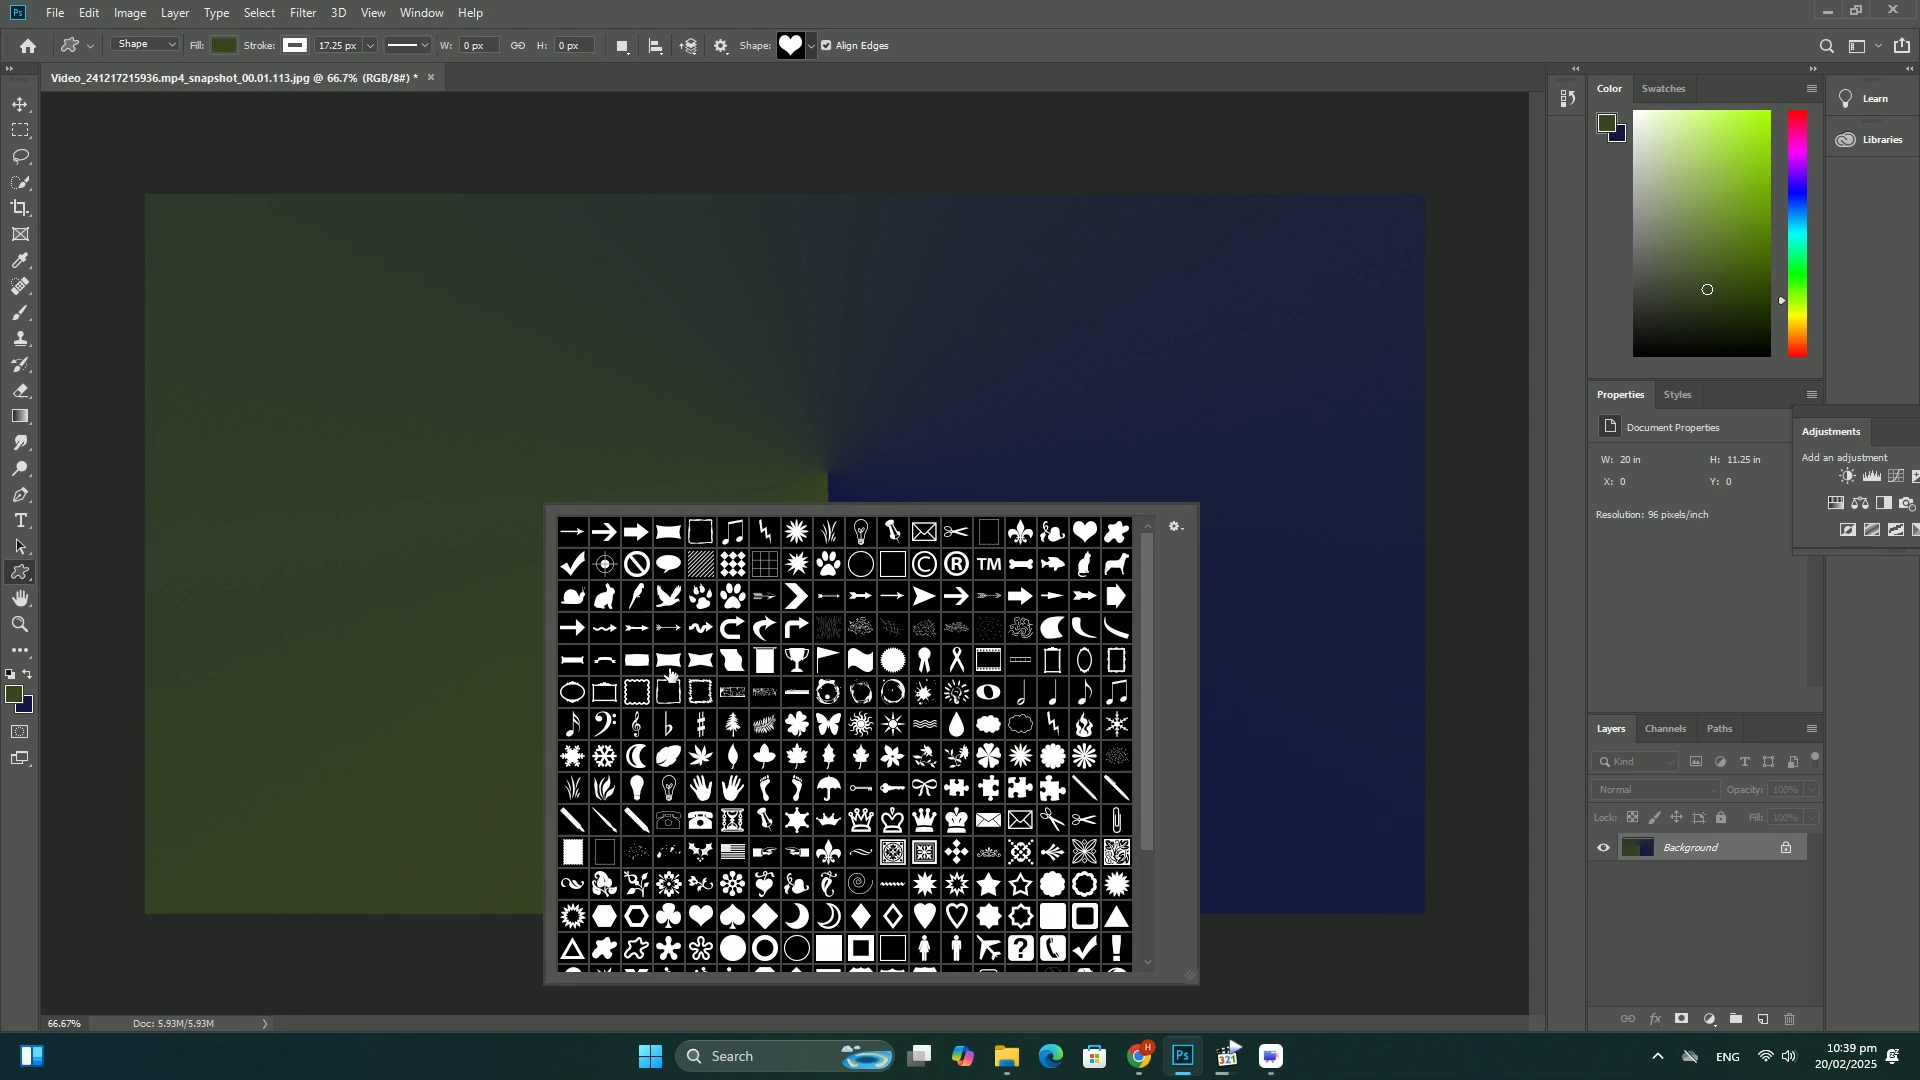 Ps File Edit Image Layer Type Select Filter 3D View Window Help
Shape Fill: Stroke: 17.25 px W: 0 px H: 0 px Shape: Align Edges
Video_241217215936.mp4_snapshot_00.01.113.jpg @ 66.7% (RGB/8#) *
Color Swatches
Learn
Libraries
Properties Styles
Document Properties
W: 20 in H: 11.25 in
X: 0 Y: 0
Resolution: 96 pixels/inch
Adjustments
Add an adjustment
© ® TM
Layers Channels Paths
Kind
Normal Opacity: 100%
Lock: Fill: 100%
Background
66.67% Doc: 5.93M/5.93M
Search
Ps
321
H
ENG
10:39 pm
20/02/2025